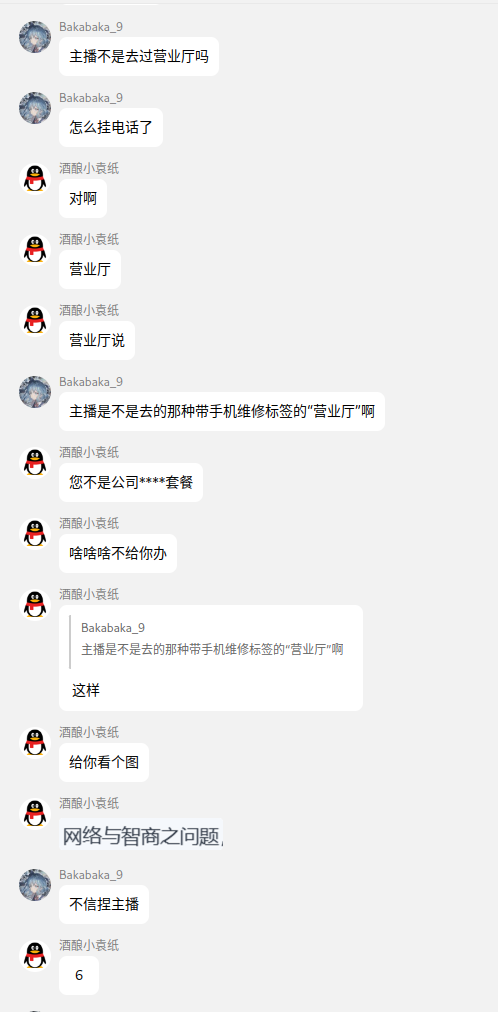 Bakabaka_9
主播不是去过营业厅吗
Bakabaka_9
怎么挂电话了
酒酿小袁纸
对啊
酒酿小袁纸
营业厅
酒酿小袁纸
营业厅说
Bakabaka_9
主播是不是去的那种带手机维修标签的“营业厅”啊
酒酿小袁纸
您不是公司****套餐
酒酿小袁纸
啥啥啥不给你办
酒酿小袁纸
Bakabaka_9
主播是不是去的那种带手机维修标签的“营业厅”啊
这样
酒酿小袁纸
给你看个图
酒酿小袁纸
网络与智商之问题,
Bakabaka_9
不信捏主播
酒酿小袁纸
6